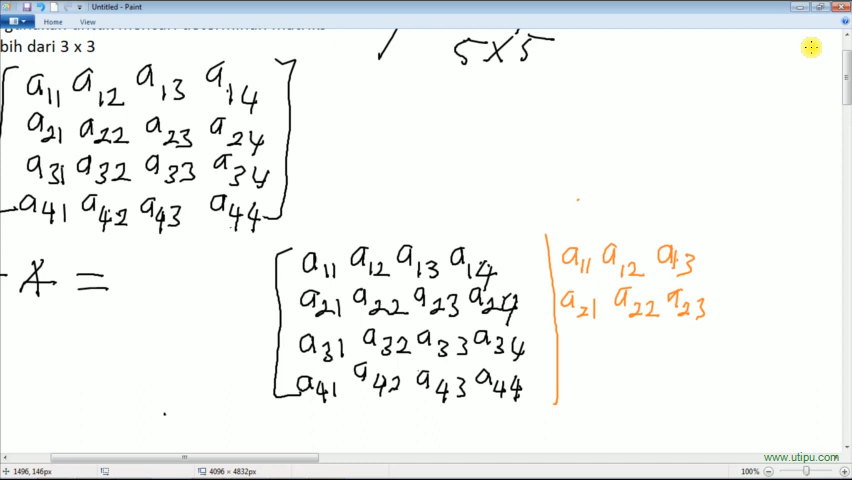 Untitled - Paint
Home View
bih dari 3 x 3
5 x 5
a11 a12 a13 a14
a21 a22 a23 a24
a31 a32 a33 a34
a41 a42 a43 a44
A =
a11 a12 a13 a14 a11 a12 a13
a21 a22 a23 a24 a21 a22 a23
a31 a32 a33 a34
a41 a42 a43 a44
www.utipu.com
1496, 146px 4096 × 4832px 100%